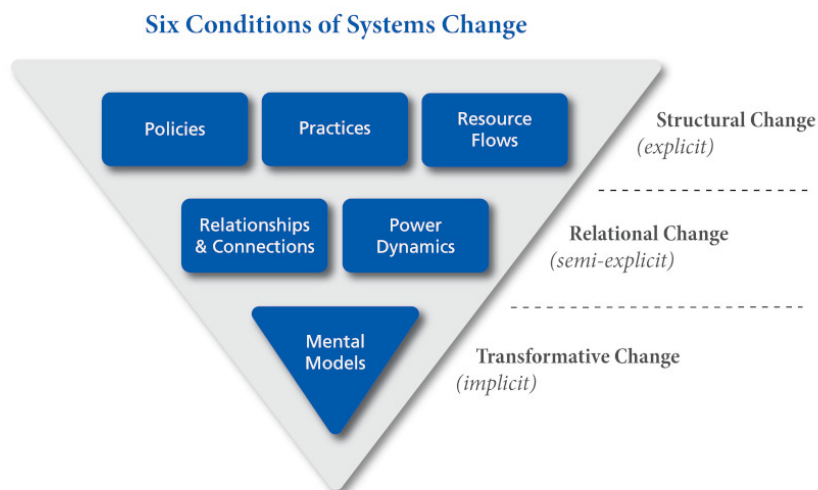 Six Conditions of Systems Change
Policies
Practices
Resource
Flows
Structural Change
(explicit)
Relationships
& Connections
Power
Dynamics
Relational Change
(semi-explicit)
Mental
Models
Transformative Change
(implicit)